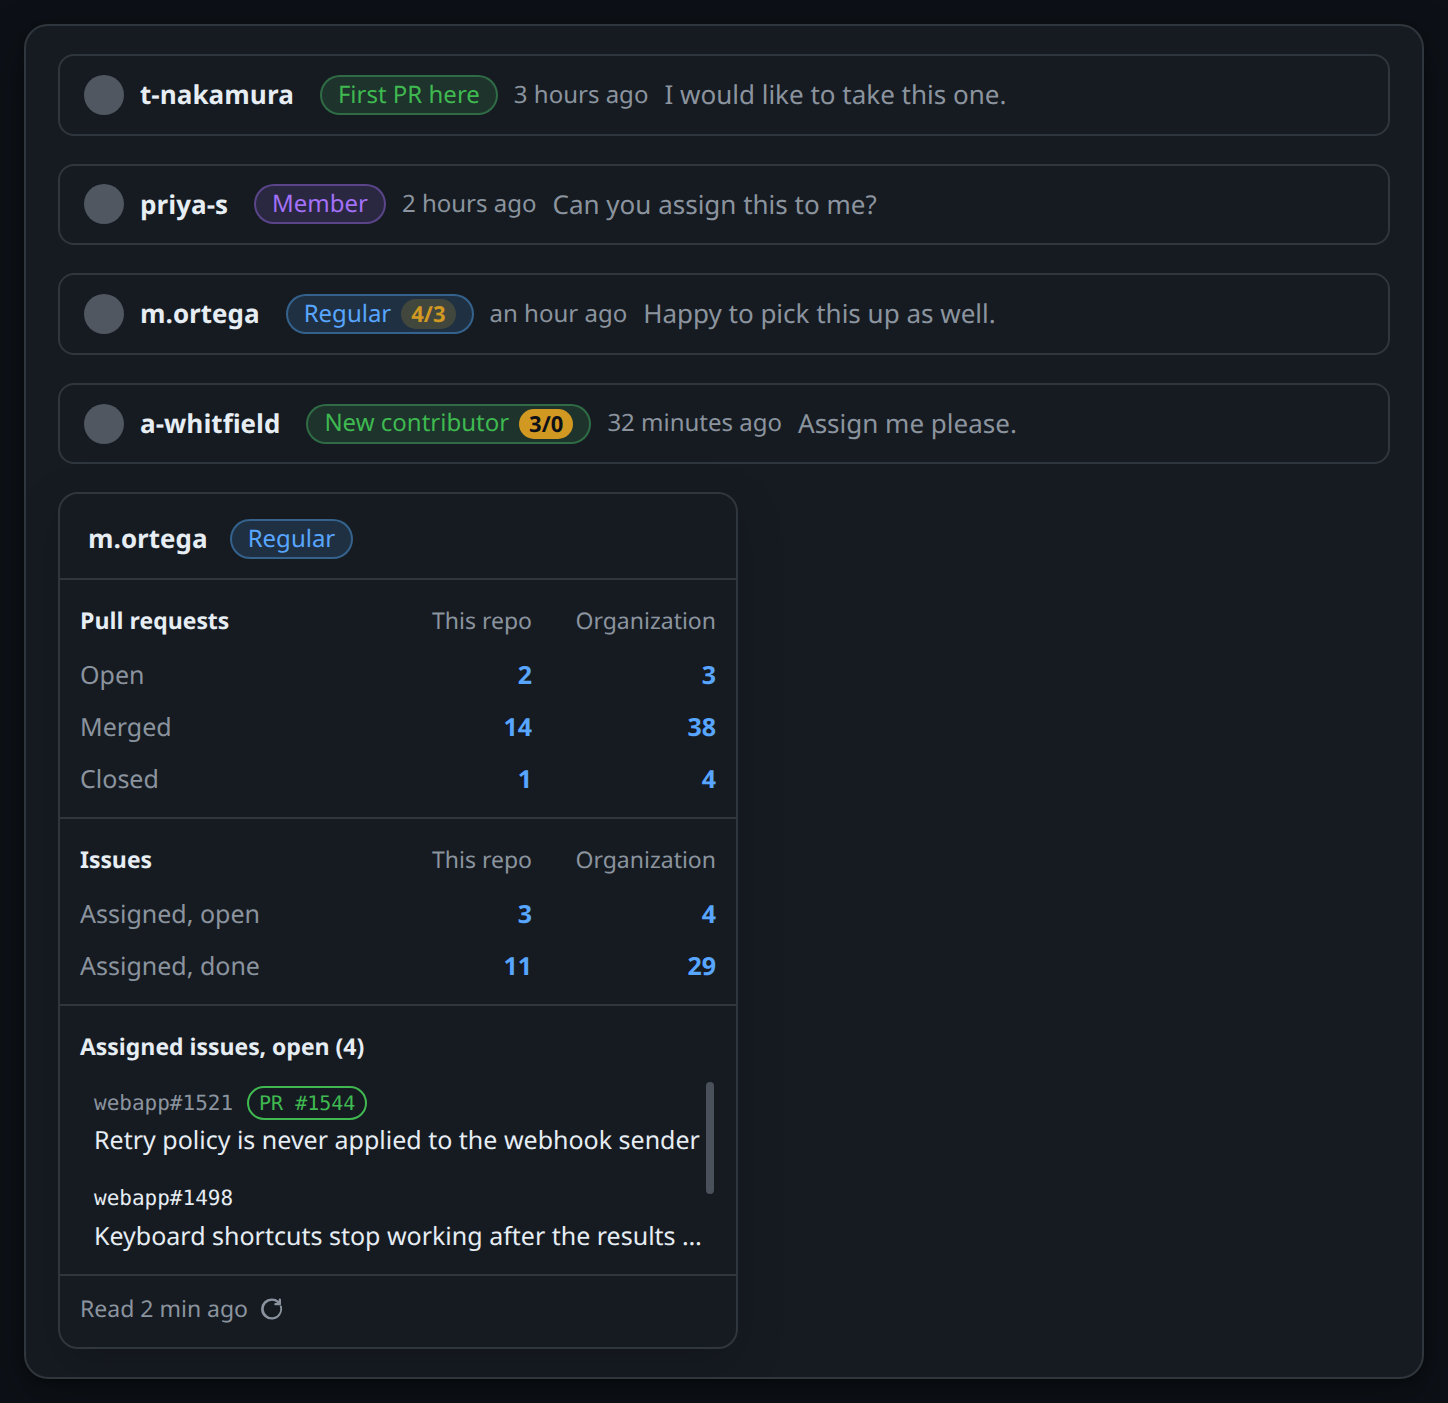 t-nakamura First PR here 3 hours ago I would like to take this one.
priya-s Member 2 hours ago Can you assign this to me?
m.ortega Regular 4/3 an hour ago Happy to pick this up as well.
a-whitfield New contributor 3/0 32 minutes ago Assign me please.
m.ortega Regular
Pull requests This repo Organization
Open 2 3
Merged 14 38
Closed 1 4
Issues This repo Organization
Assigned, open 3 4
Assigned, done 11 29
Assigned issues, open (4)
webapp#1521 PR #1544
Retry policy is never applied to the webhook sender
webapp#1498
Keyboard shortcuts stop working after the results ...
Read 2 min ago